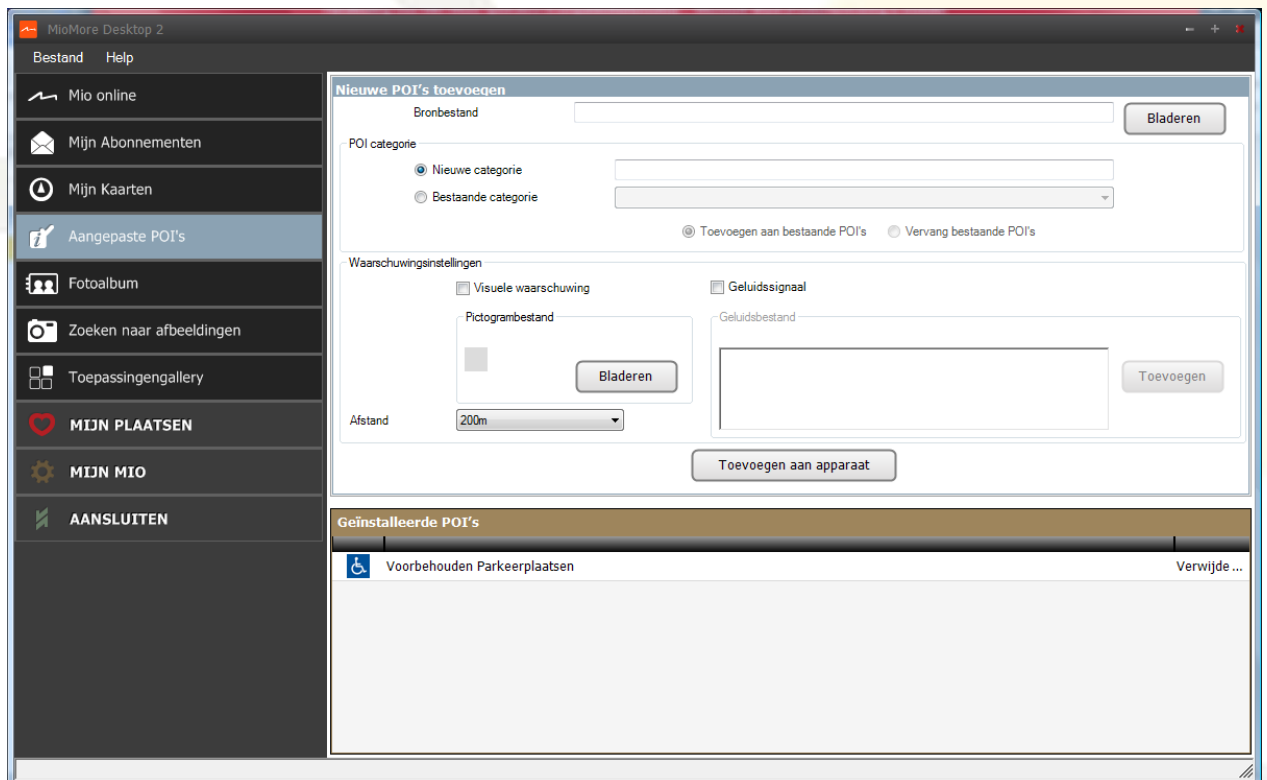 MioMore Desktop 2
Bestand Help
Mio online
Mijn Abonnementen
Mijn Kaarten
Aangepaste POI's
Fotoalbum
Zoeken naar afbeeldingen
Toepassingengallery
MIJN PLAATSEN
MIJN MIO
AANSLUITEN
Nieuwe POI's toevoegen
Bronbestand Bladeren
POI categorie
Nieuwe categorie
Bestaande categorie
Toevoegen aan bestaande POI's Vervang bestaande POI's
Waarschuwingsinstellingen
Visuele waarschuwing Geluidssignaal
Pictogrambestand Geluidsbestand
Bladeren Toevoegen
Afstand 200m
Toevoegen aan apparaat
Geïnstalleerde POI's
Voorbehouden Parkeerplaatsen Verwijde ...